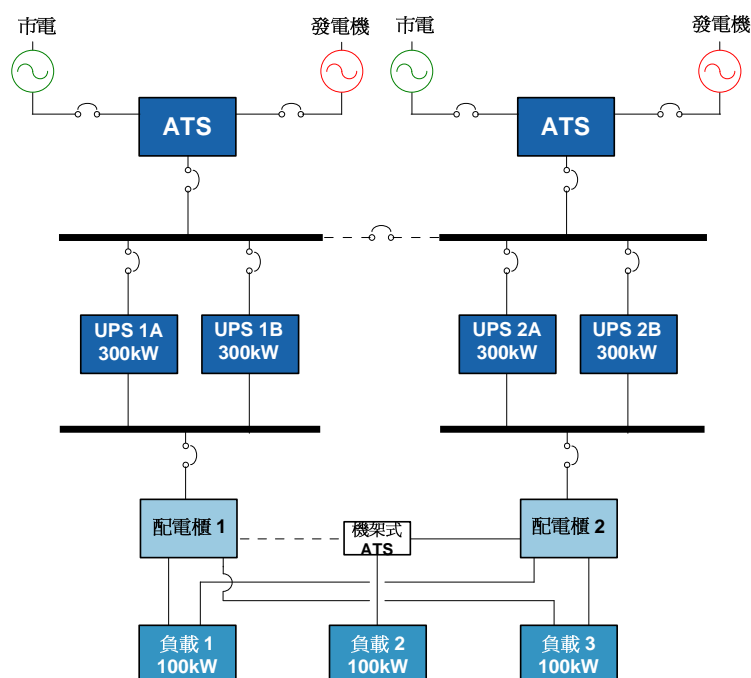 市電
發電機
市電
發電機
ATS
ATS
UPS 1A
300kW
UPS 1B
300kW
UPS 2A
300kW
UPS 2B
300kW
配電櫃 1
機架式
ATS
配電櫃 2
負載 1
100kW
負載 2
100kW
負載 3
100kW